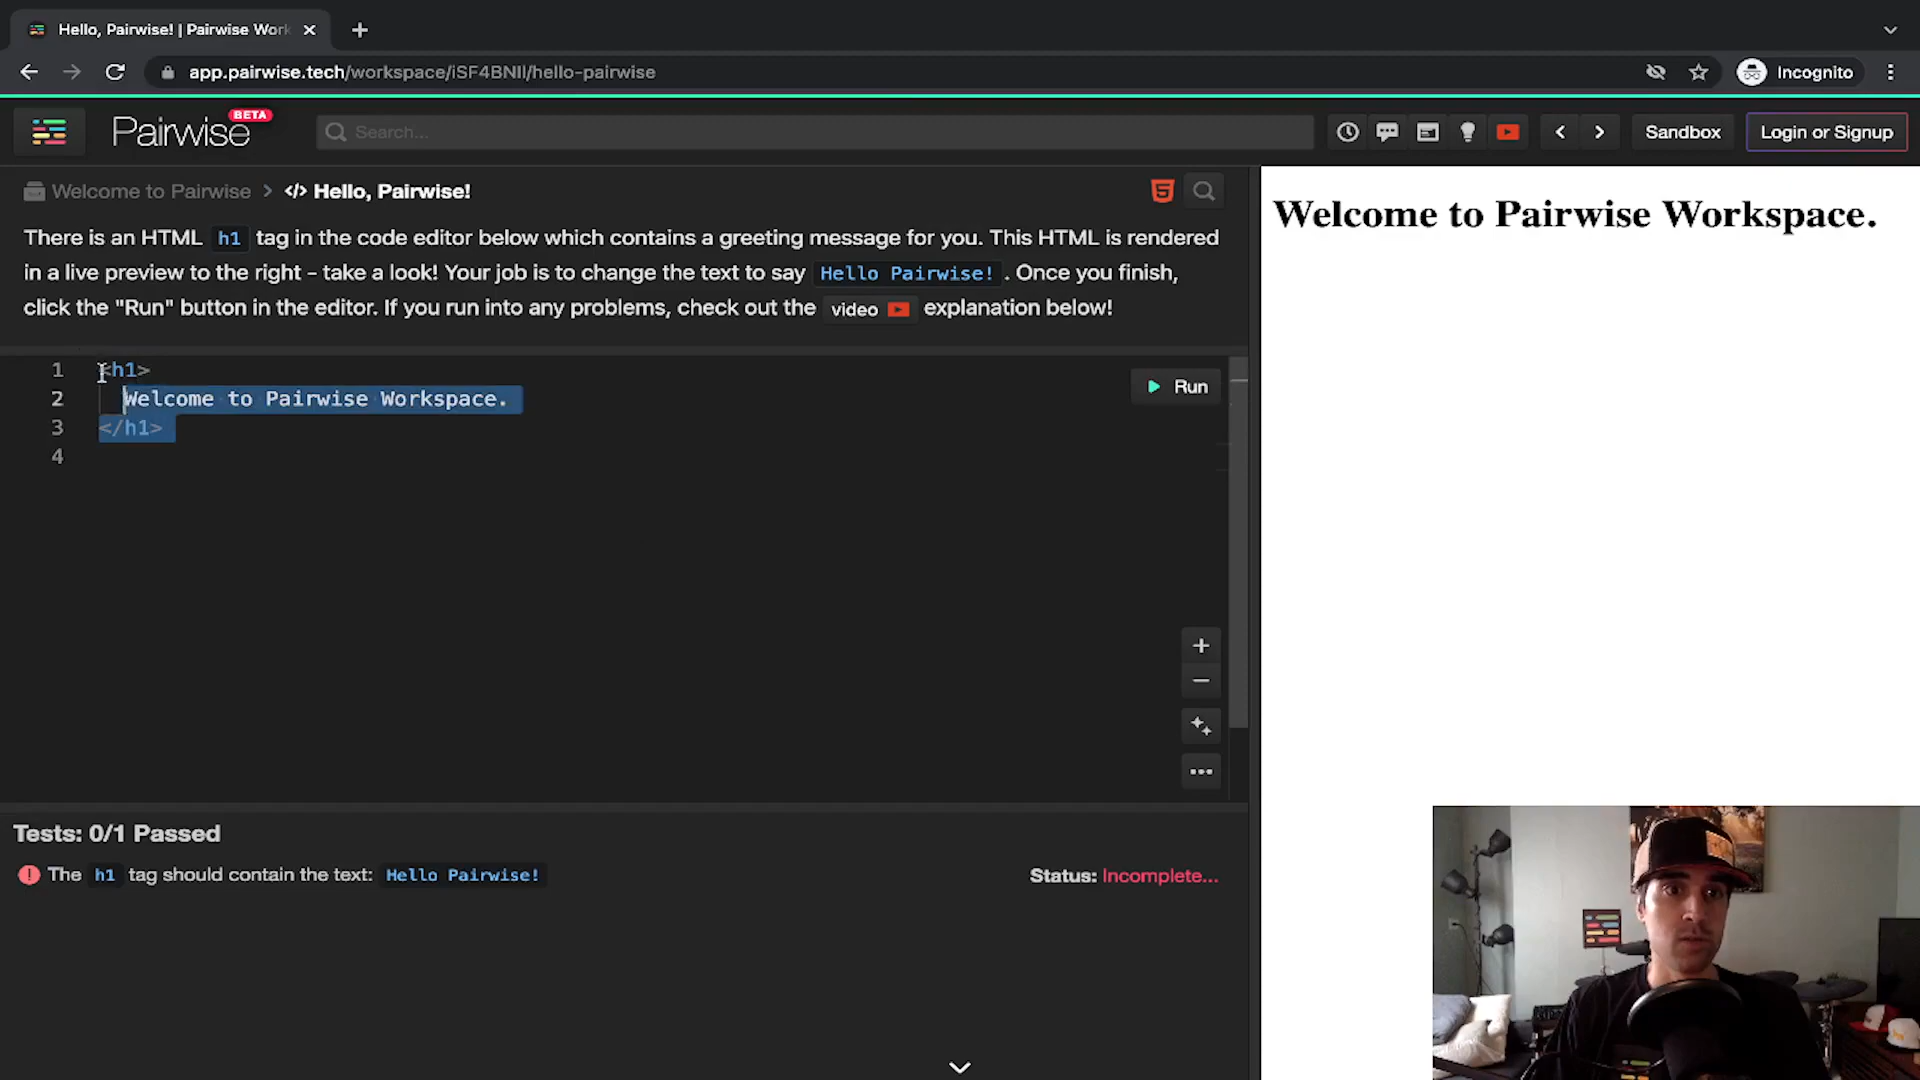 Hello, Pairwise! | Pairwise Work
app.pairwise.tech/workspace/iSF4BNIl/hello-pairwise
Incognito
Pairwise BETA
Search...
Sandbox
Login or Signup
Welcome to Pairwise > </> Hello, Pairwise!
5
There is an HTML h1 tag in the code editor below which contains a greeting message for you. This HTML is rendered
in a live preview to the right - take a look! Your job is to change the text to say Hello Pairwise! . Once you finish,
click the "Run" button in the editor. If you run into any problems, check out the video explanation below!
1 <h1>
2 Welcome to Pairwise Workspace.
3 </h1>
4
Run
Welcome to Pairwise Workspace.
Tests: 0/1 Passed
The h1 tag should contain the text: Hello Pairwise!
Status: Incomplete...